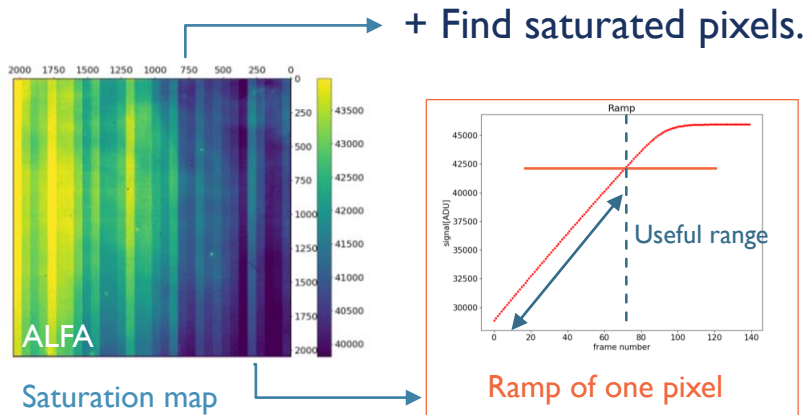 + Find saturated pixels.
2000 1750 1500 1250 1000 750 500 250 0
0
250
500
750
1000
1250
1500
1750
2000
43500
43000
42500
42000
41500
41000
40500
40000
ALFA
Saturation map
Ramp
45000
42500
40000
37500
35000
32500
30000
signal[ADU]
Useful range
0 20 40 60 80 100 120 140
frame number
Ramp of one pixel